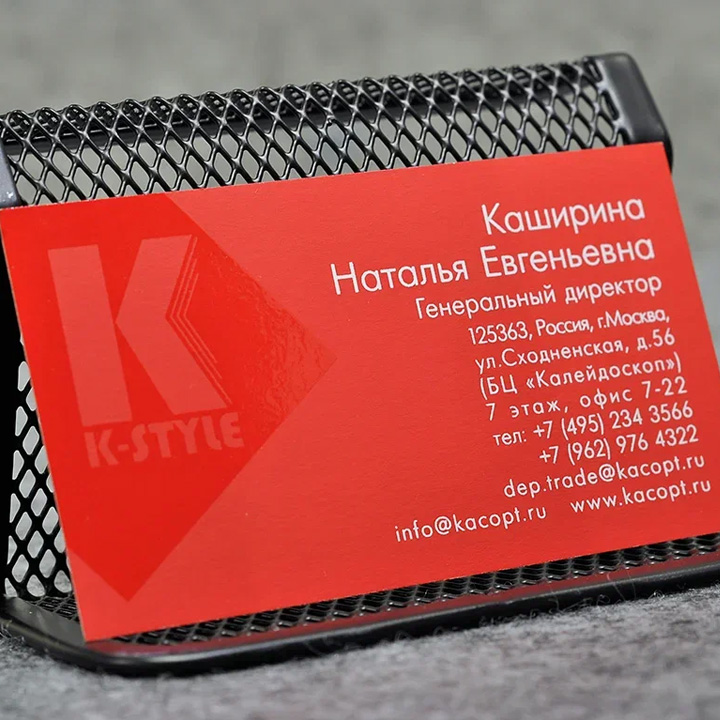 K
K-STYLE
Каширина
Наталья Евгеньевна
Генеральный директор
125363, Россия, г.Москва,
ул.Сходненская, д.56
(БЦ «Калейдоскоп»)
7 этаж, офис 7-22
тел: +7 (495) 234 3566
+7 (962) 976 4322
dep.trade@kacopt.ru
info@kacopt.ru www.kacopt.ru